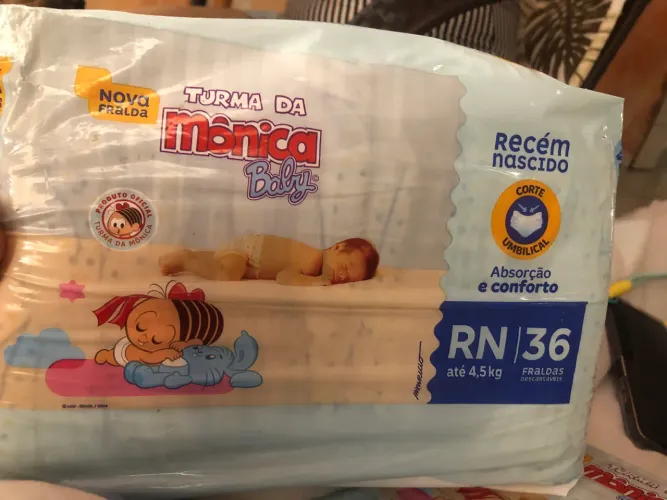 NOVA
FRALDA
TURMA DA
MÔNICA
Baby
PRODUTO OFICIAL
TURMA DA MÔNICA
Recém
nascido
CORTE
UMBILICAL
Absorção
e conforto
RN 36
até 4,5kg
FRALDAS
DESCARTÁVEIS